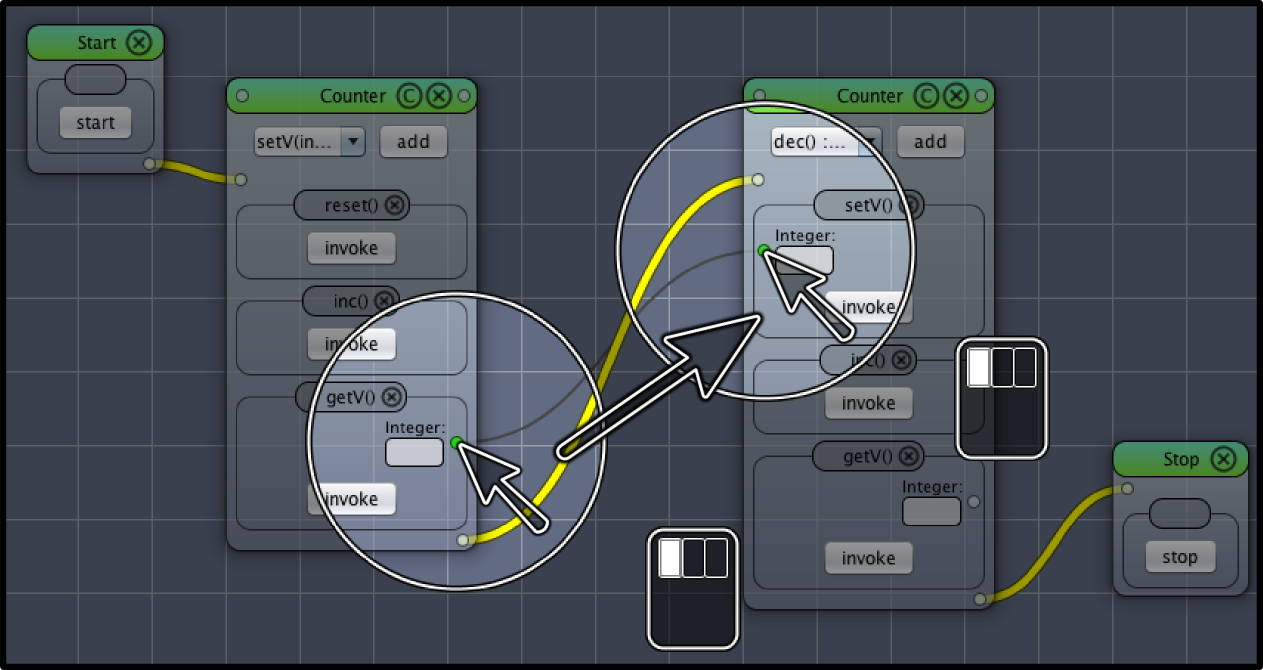 Start
start
Counter C
setV(in... add
reset()
invoke
inc()
invoke
getV()
Integer:
invoke
Counter C
dec() :... add
setV()
Integer:
invoke
inc()
invoke
getV()
Integer:
invoke
Stop
stop